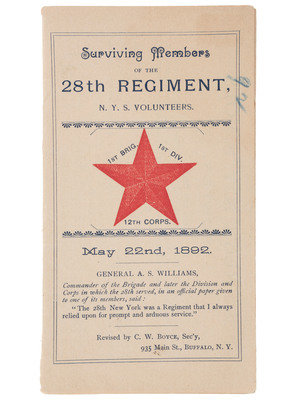 Surviving Members
OF THE
28th REGIMENT,
N. Y. S. VOLUNTEERS.
92
1ST BRIG. 1ST DIV.
12TH CORPS.
May 22nd, 1892.
GENERAL A. S. WILLIAMS,
Commander of the Brigade and later the Division and
Corps in which the 28th served, in an official paper given
to one of its members, said:
"The 28th New York was a Regiment that I always
relied upon for prompt and arduous service."
Revised by C. W. BOYCE, Sec'y,
935 Main St., BUFFALO, N. Y.